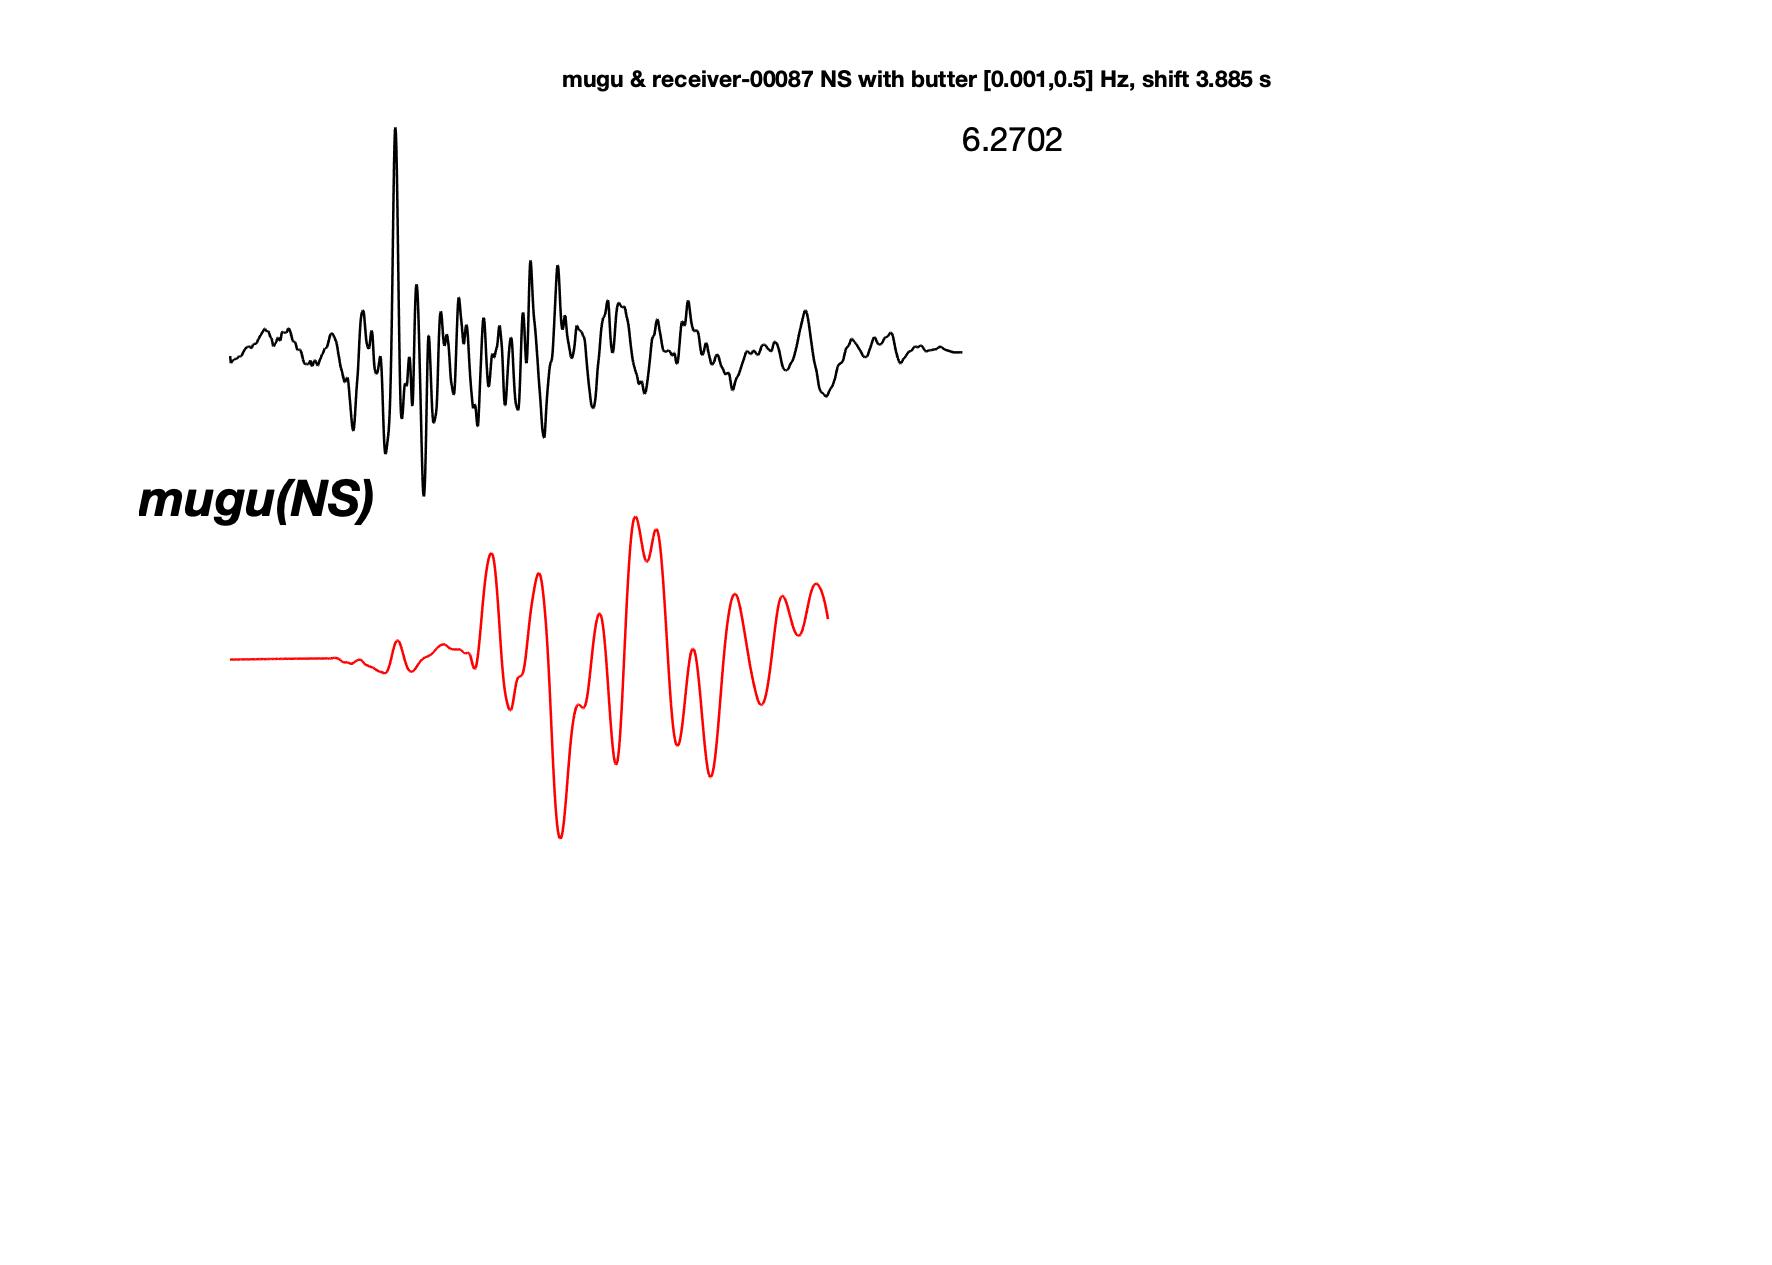 mugu & receiver-00087 NS with butter [0.001,0.5] Hz, shift 3.885 s
6.2702
mugu(NS)